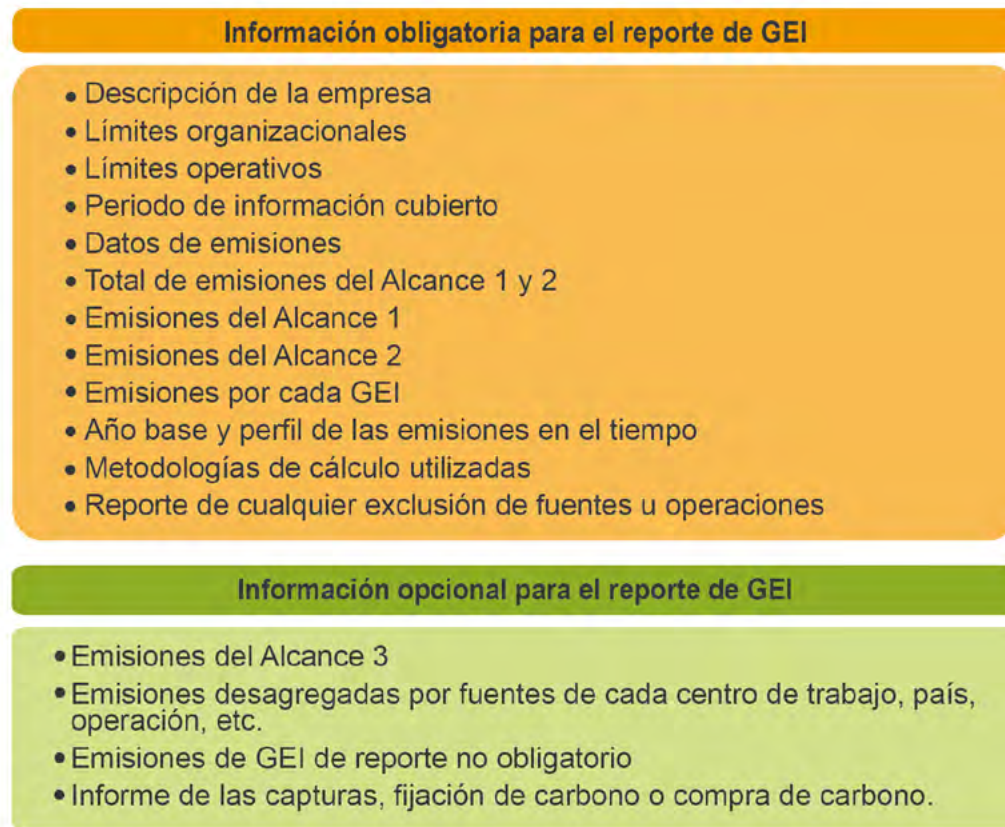 Información obligatoria para el reporte de GEI
• Descripción de la empresa
• Límites organizacionales
• Límites operativos
• Periodo de información cubierto
• Datos de emisiones
• Total de emisiones del Alcance 1 y 2
• Emisiones del Alcance 1
• Emisiones del Alcance 2
• Emisiones por cada GEI
• Año base y perfil de las emisiones en el tiempo
• Metodologías de cálculo utilizadas
• Reporte de cualquier exclusión de fuentes u operaciones
Información opcional para el reporte de GEI
• Emisiones del Alcance 3
• Emisiones desagregadas por fuentes de cada centro de trabajo, país,
operación, etc.
• Emisiones de GEI de reporte no obligatorio
• Informe de las capturas, fijación de carbono o compra de carbono.